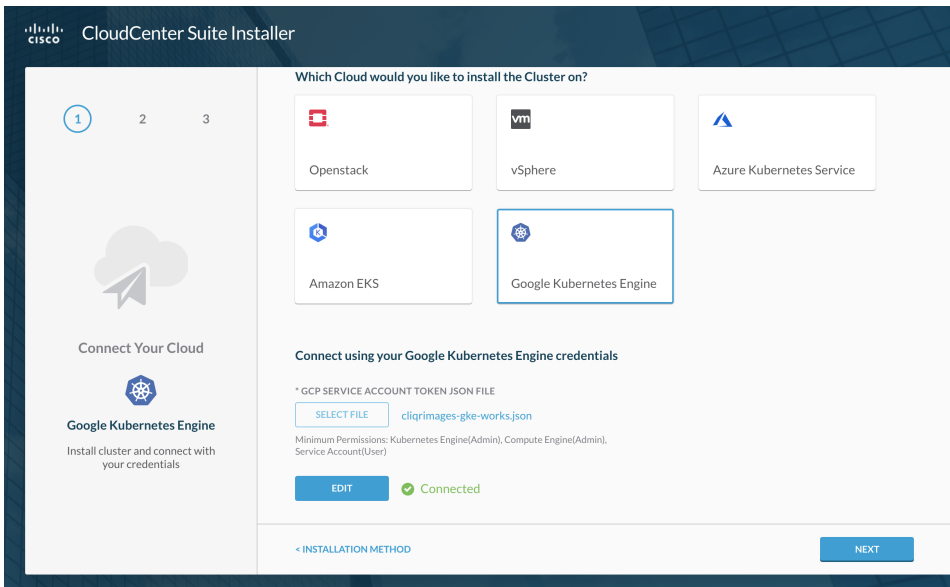 CISCO
CloudCenter Suite Installer
1
2
3
Connect Your Cloud
Google Kubernetes Engine
Install cluster and connect with
your credentials
Which Cloud would you like to install the Cluster on?
Openstack
vm
vSphere
Azure Kubernetes Service
K
Amazon EKS
Google Kubernetes Engine
Connect using your Google Kubernetes Engine credentials
* GCP SERVICE ACCOUNT TOKEN JSON FILE
SELECT FILE
cliqrimages-gke-works.json
Minimum Permissions: Kubernetes Engine(Admin), Compute Engine(Admin),
Service Account(User)
EDIT
Connected
< INSTALLATION METHOD
NEXT